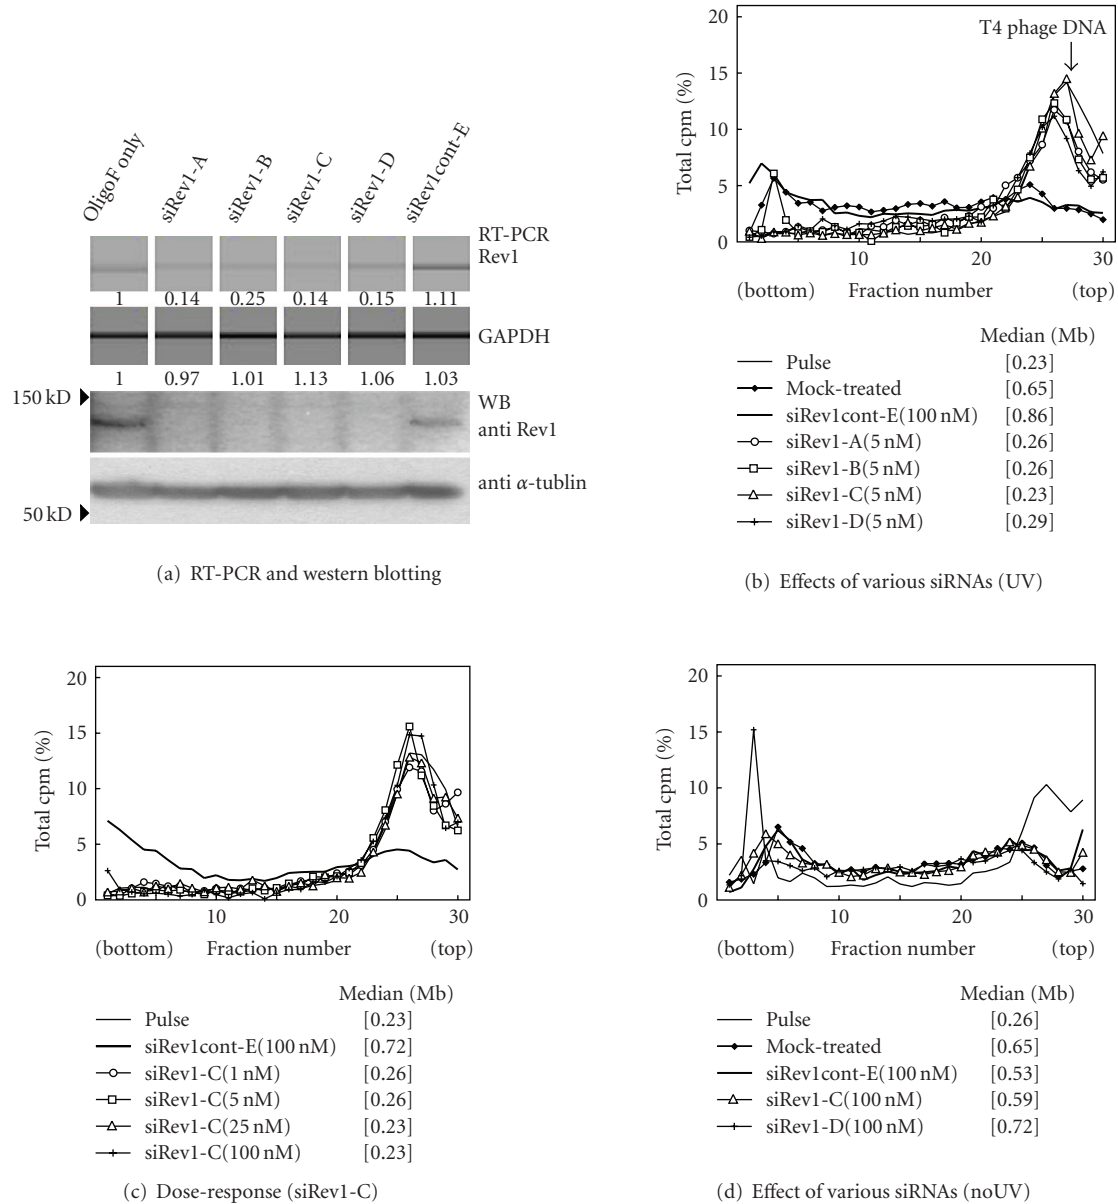 OligoF only
siRev1-A
siRev1-B
siRev1-C
siRev1-D
siRev1cont-E
RT-PCR
Rev1
1 0.14 0.25 0.14 0.15 1.11
GAPDH
1 0.97 1.01 1.13 1.06 1.03
150 kD
WB
anti Rev1
anti α-tublin
50 kD
(a) RT-PCR and western blotting
20
15
10
5
0
Total cpm (%)
T4 phage DNA
10 20 30
(bottom) Fraction number (top)
Median (Mb)
Pulse [0.23]
Mock-treated [0.65]
siRev1cont-E(100 nM) [0.86]
siRev1-A(5 nM) [0.26]
siRev1-B(5 nM) [0.26]
siRev1-C(5 nM) [0.23]
siRev1-D(5 nM) [0.29]
(b) Effects of various siRNAs (UV)
20
15
10
5
0
Total cpm (%)
10 20 30
(bottom) Fraction number (top)
Median (Mb)
Pulse [0.23]
siRev1cont-E(100 nM) [0.72]
siRev1-C(1 nM) [0.26]
siRev1-C(5 nM) [0.26]
siRev1-C(25 nM) [0.23]
siRev1-C(100 nM) [0.23]
(c) Dose-response (siRev1-C)
20
15
10
5
0
Total cpm (%)
10 20 30
(bottom) Fraction number (top)
Median (Mb)
Pulse [0.26]
Mock-treated [0.65]
siRev1cont-E(100 nM) [0.53]
siRev1-C(100 nM) [0.59]
siRev1-D(100 nM) [0.72]
(d) Effect of various siRNAs (noUV)